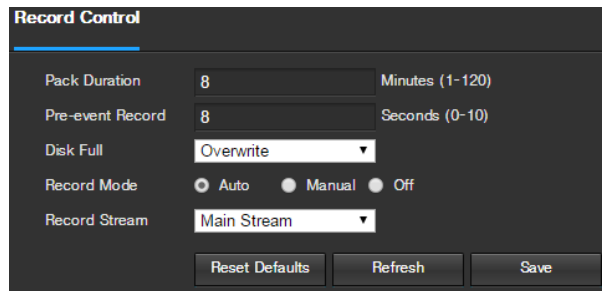 Record Control
Pack Duration 8 Minutes (1-120)
Pre-event Record 8 Seconds (0-10)
Disk Full Overwrite
Record Mode Auto Manual Off
Record Stream Main Stream
Reset Defaults Refresh Save